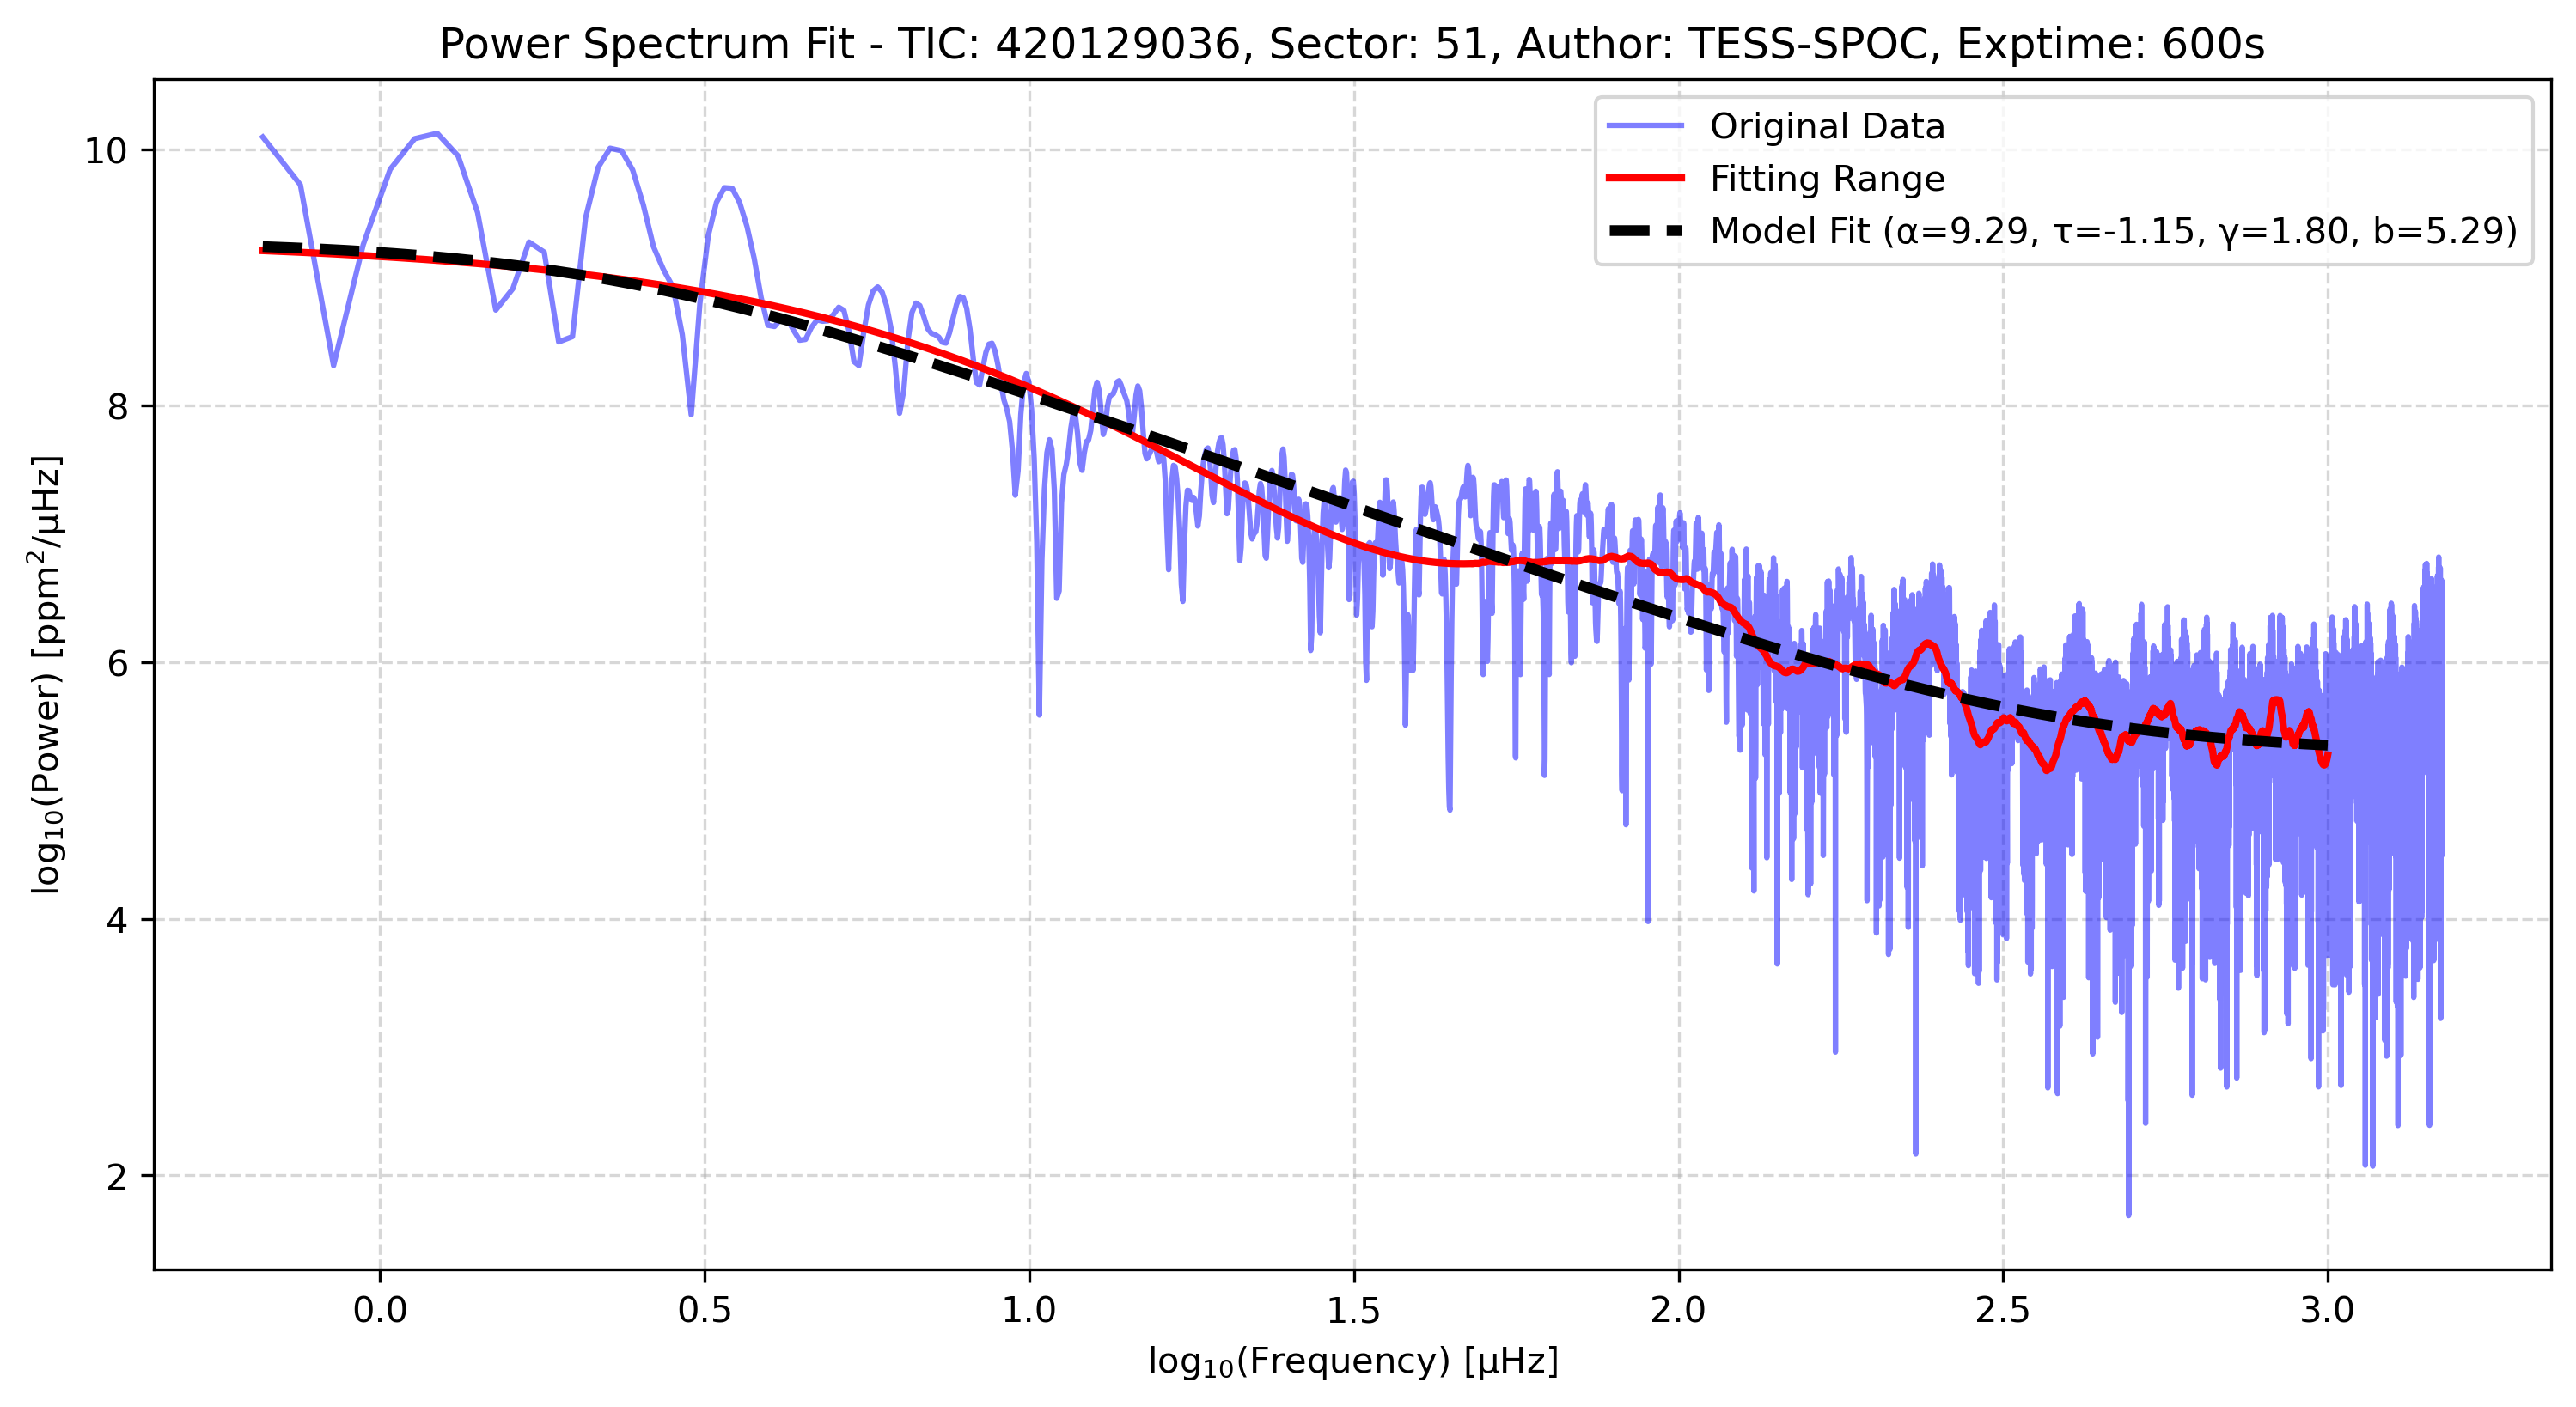 Power Spectrum Fit - TIC: 420129036, Sector: 51, Author: TESS-SPOC, Exptime: 600s
Original Data
Fitting Range
Model Fit (α=9.29, τ=-1.15, γ=1.80, b=5.29)
log₁₀(Power) [ppm²/μHz]
10
8
6
4
2
0.0 0.5 1.0 1.5 2.0 2.5 3.0
log₁₀(Frequency) [μHz]